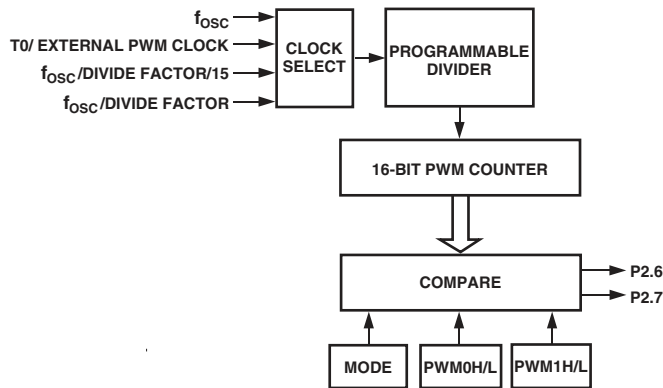 fOSC
T0/ EXTERNAL PWM CLOCK
fOSC/DIVIDE FACTOR/15
fOSC/DIVIDE FACTOR
CLOCK
SELECT
PROGRAMMABLE
DIVIDER
16-BIT PWM COUNTER
COMPARE
P2.6
P2.7
MODE
PWM0H/L
PWM1H/L